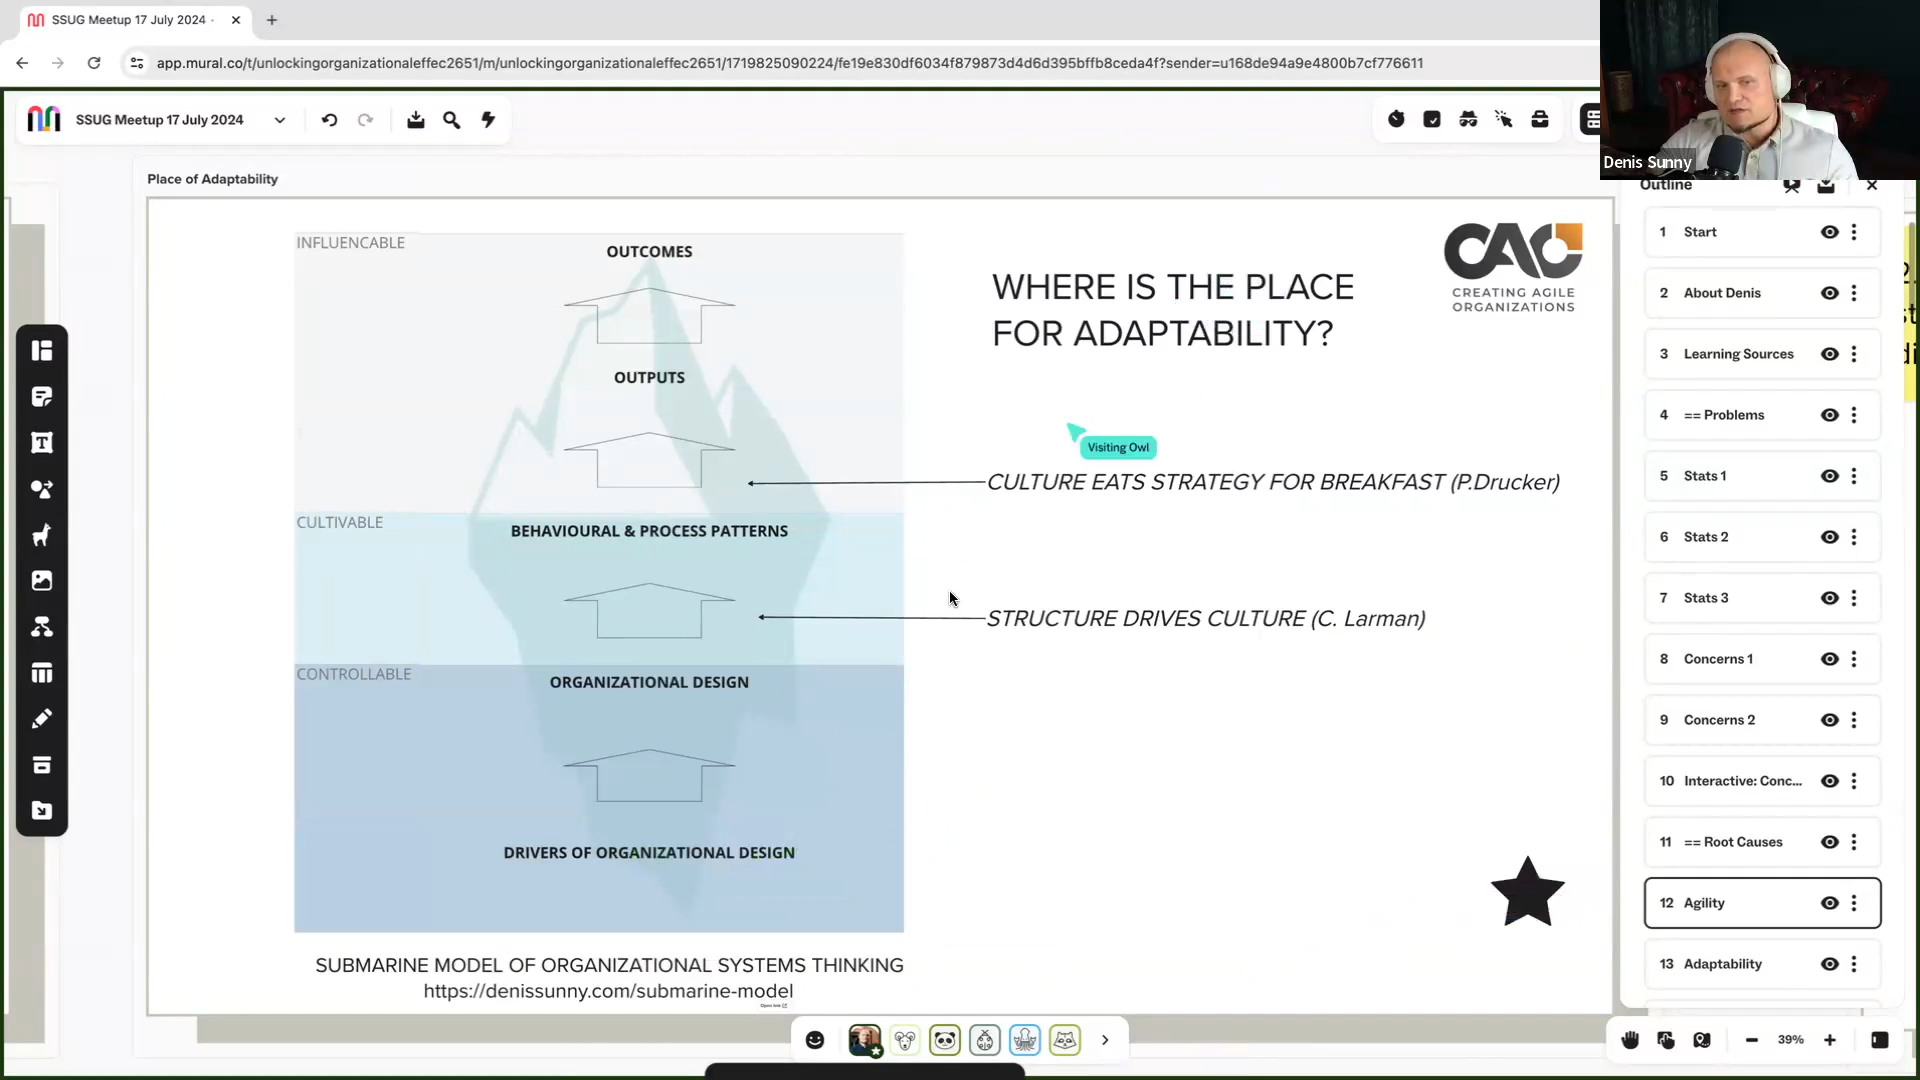 SSUG Meetup 17 July 2024 -
app.mural.co/t/unlockingorganizationaleffec2651/m/unlockingorganizationaleffec2651/1719825090224/fe19e830df6034f879873d4d6d395bffb8ceda4f?sender=u168de94a9e4800b7cf776611
SSUG Meetup 17 July 2024
Denis Sunny
Place of Adaptability
INFLUENCABLE
OUTCOMES
OUTPUTS
CULTIVABLE
BEHAVIOURAL & PROCESS PATTERNS
CONTROLLABLE
ORGANIZATIONAL DESIGN
DRIVERS OF ORGANIZATIONAL DESIGN
SUBMARINE MODEL OF ORGANIZATIONAL SYSTEMS THINKING
https://denissunny.com/submarine-model
Open link
WHERE IS THE PLACE
FOR ADAPTABILITY?
CAO
CREATING AGILE
ORGANIZATIONS
Visiting Owl
CULTURE EATS STRATEGY FOR BREAKFAST (P.Drucker)
STRUCTURE DRIVES CULTURE (C. Larman)
Outline
1 Start
2 About Denis
3 Learning Sources
4 == Problems
5 Stats 1
6 Stats 2
7 Stats 3
8 Concerns 1
9 Concerns 2
10 Interactive: Conc...
11 == Root Causes
12 Agility
13 Adaptability
39%